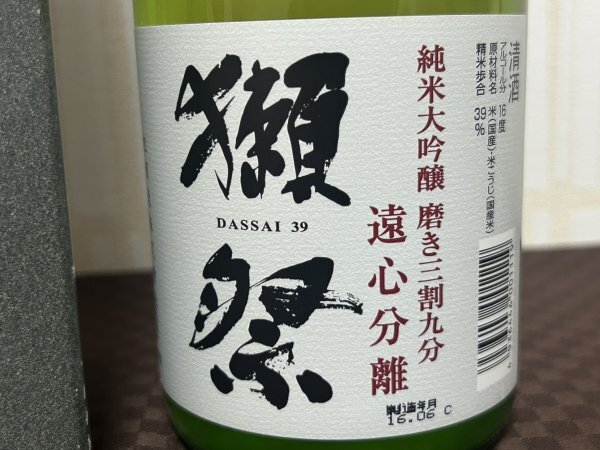 獺祭
DASSAI 39
純米大吟醸 磨き三割九分
遠心分離
清酒
アルコール分 16度
原材料名 米(国産)・米こうじ(国産米)
精米歩合 39%
製造年月
16.06 C